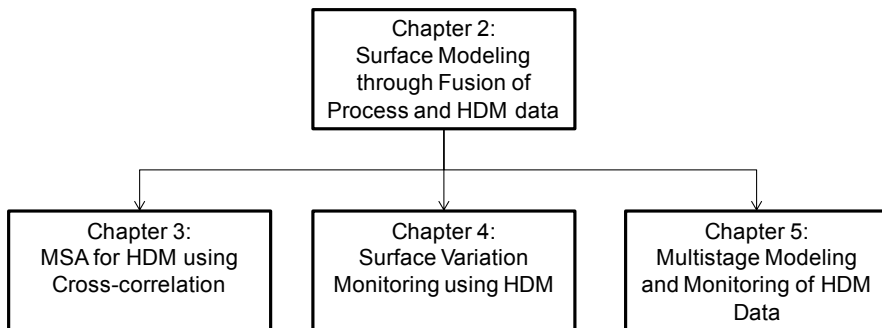 Chapter 2:
Surface Modeling
through Fusion of
Process and HDM data
Chapter 3:
MSA for HDM using
Cross-correlation
Chapter 4:
Surface Variation
Monitoring using HDM
Chapter 5:
Multistage Modeling
and Monitoring of HDM
Data